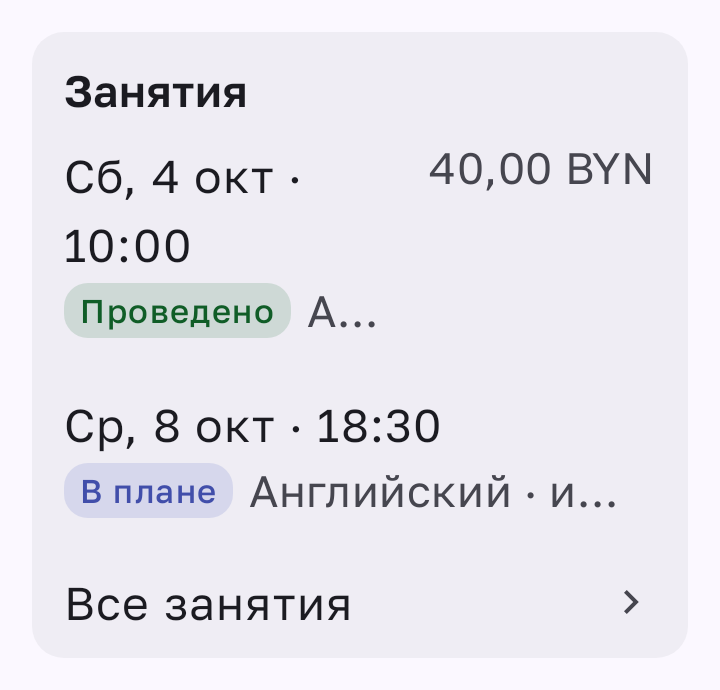 Занятия
Сб, 4 окт · 40,00 BYN
10:00
Проведено А...
Ср, 8 окт · 18:30
В плане Английский · и...
Все занятия